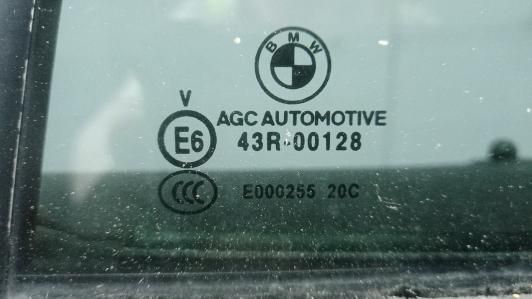 BMW
V
E6 AGC AUTOMOTIVE
43R-00128
CCC E000255 20C